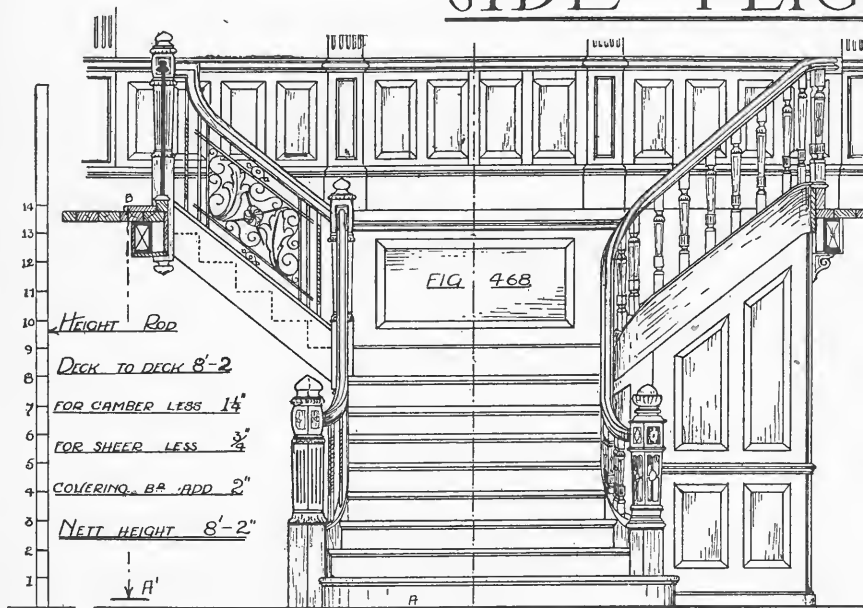 SIDE FLIG
B
14
13
12
11
10
9
8
7
6
5
4
3
2
1
FIG 468
HEIGHT ROD
DECK TO DECK 8'-2
FOR CAMBER LESS 1¼"
FOR SHEER LESS ¾"
COVERING BD ADD 2"
NETT HEIGHT 8'-2"
A'
A